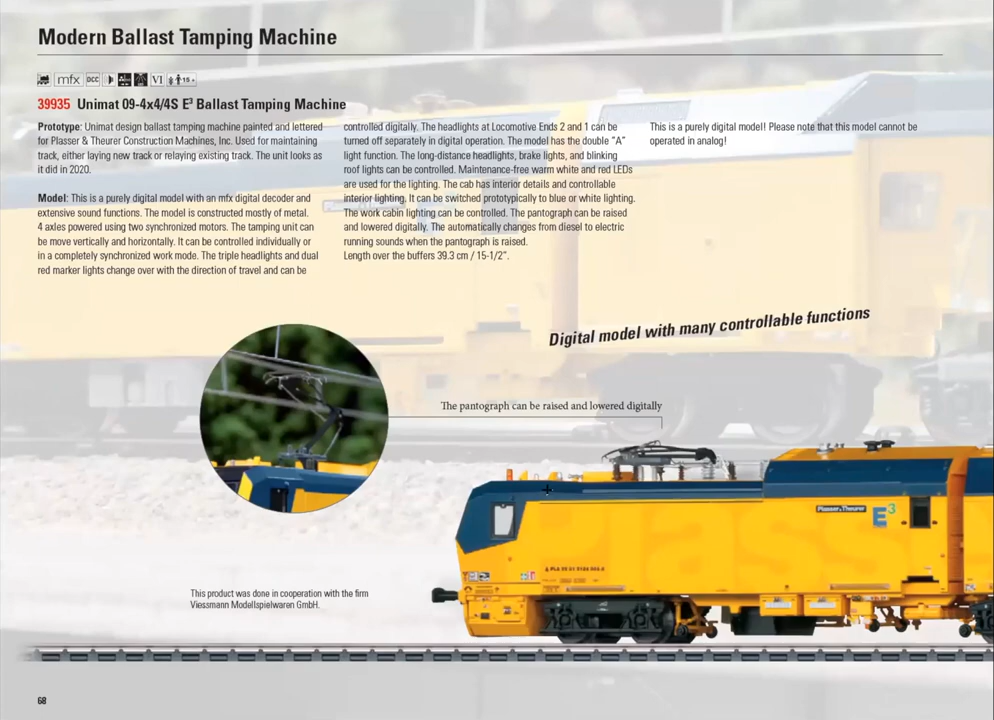 Modern Ballast Tamping Machine
mfx DCC VI 15 +
39935 Unimat 09-4x4/4S E³ Ballast Tamping Machine
Prototype: Unimat design ballast tamping machine painted and lettered
for Plasser & Theurer Construction Machines, Inc. Used for maintaining
track, either laying new track or relaying existing track. The unit looks as
it did in 2020.
Model: This is a purely digital model with an mfx digital decoder and
extensive sound functions. The model is constructed mostly of metal.
4 axles powered using two synchronized motors. The tamping unit can
be move vertically and horizontally. It can be controlled individually or
in a completely synchronized work mode. The triple headlights and dual
red marker lights change over with the direction of travel and can be
controlled digitally. The headlights at Locomotive Ends 2 and 1 can be
turned off separately in digital operation. The model has the double "A"
light function. The long-distance headlights, brake lights, and blinking
roof lights can be controlled. Maintenance-free warm white and red LEDs
are used for the lighting. The cab has interior details and controllable
interior lighting. It can be switched prototypically to blue or white lighting.
The work cabin lighting can be controlled. The pantograph can be raised
and lowered digitally. The automatically changes from diesel to electric
running sounds when the pantograph is raised.
Length over the buffers 39.3 cm / 15-1/2".
This is a purely digital model! Please note that this model cannot be
operated in analog!
Digital model with many controllable functions
The pantograph can be raised and lowered digitally
Plasser & Theurer
E³
Plass
This product was done in cooperation with the firm
Viessmann Modellspielwaren GmbH.
68